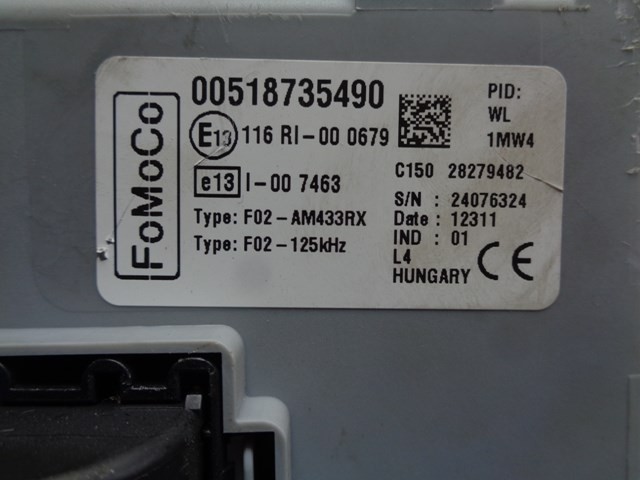 FoMoCo
00518735490
E13 116 RI-00 0679
e13 I-00 7463
Type: F02-AM433RX
Type: F02-125kHz
PID:
WL
1MW4
C150 28279482
S/N : 24076324
Date : 12311
IND : 01
L4
HUNGARY CE